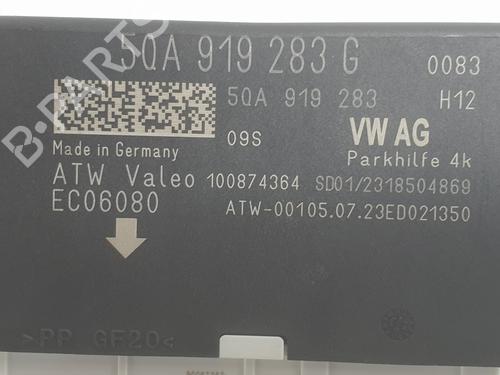 5QA 919 283 G 0083
5QA 919 283 H12
09S VW AG
Made in Germany Parkhilfe 4k
ATW Valeo 100874364 SD01/2318504869
EC06080 ATW-00105.07.23ED021350
>PP GF20<
B-PARTS